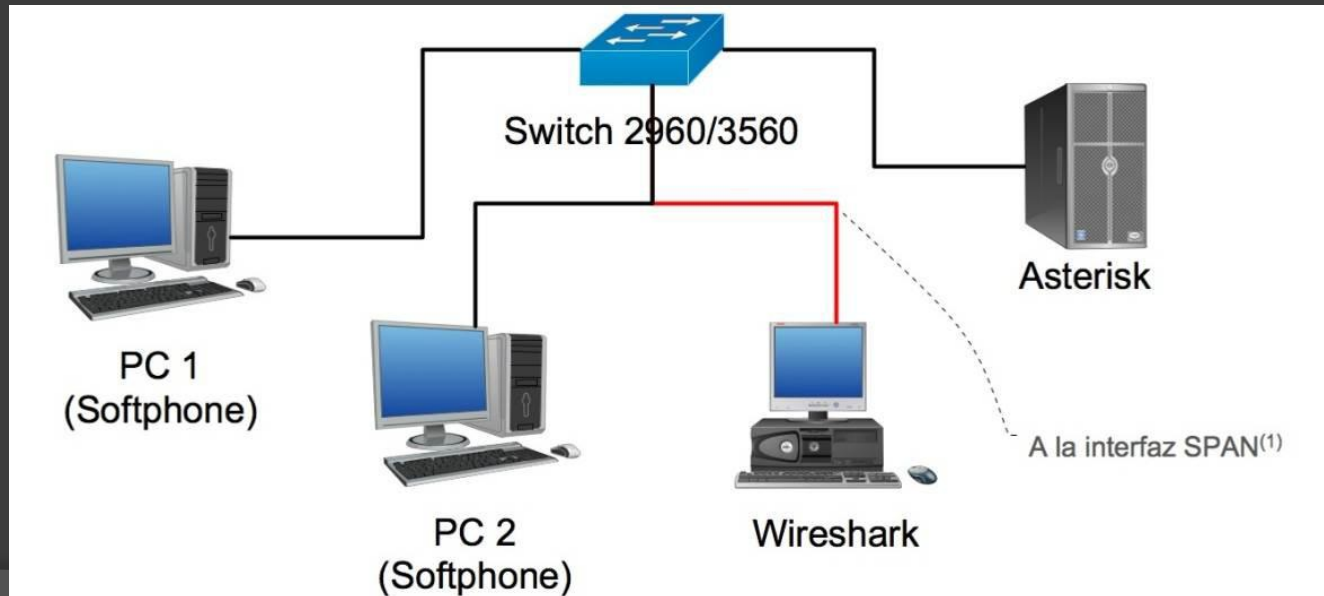 Switch 2960/3560
PC 1
(Softphone)
Asterisk
A la interfaz SPAN(1)
PC 2
(Softphone)
Wireshark